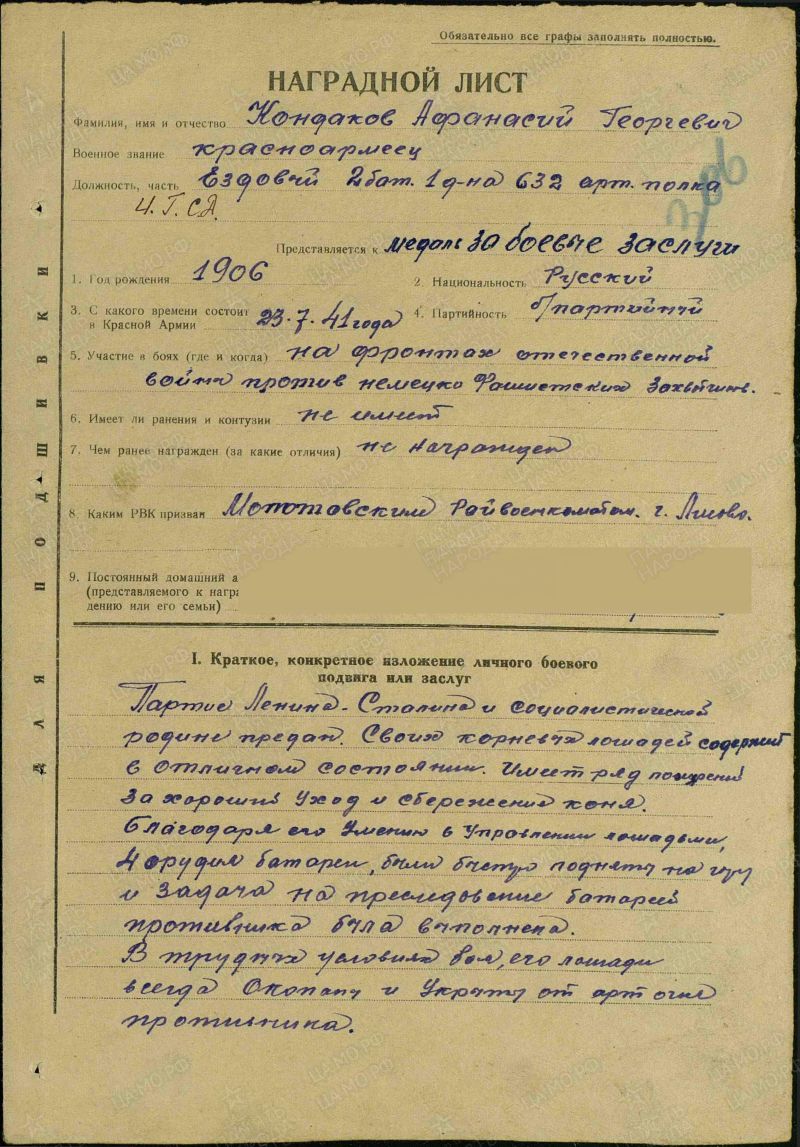 Обязательно все графы заполнять полностью.
НАГРАДНОЙ ЛИСТ
Фамилия, имя и отчество Кондаков Афанасий Георгевич
Военное звание красноармеец
Должность, часть Ездовый 2 бат. 1 д-на 632 арт. полка
Ч.Г.С.Д.
Представляется к медаль За боевые заслуги
1. Год рождения 1906
2. Национальность Русский
3. С какого времени состоит в Красной Армии 23.7.41 года
4. Партийность б/партийный
5. Участие в боях (где и когда) на фронтах отечественной
войны против немецко Фашистских Захватчик.
6. Имеет ли ранения и контузии не имеет
7. Чем ранее награжден (за какие отличия) не награжден
8. Каким РВК призван Молотовским Райвоенкоматом. г.
9. Постоянный домашний а
(представляемого к награ
дению или его семьи)
I. Краткое, конкретное изложение личного боевого
подвига или заслуг
Партие Ленина-Сталина и социалистической
родине предан. Своих корневых лошадей содержит
в отличном состоянии. Имеет ряд поощрений
За хороший Уход и сбережение коня.
Благодаря его Умению в Управлении лошадьми,
4 орудия батареи, были быстро подняты на
и Задача на преследование батареей
противника была выполнена.
В трудных условиях боя, его лошади
всегда Окопаны и Укрыты от арт огня
противника.
ДЛЯ ПОДШИВКИ
ЦАМО.РФ
ПАМЯТЬ НАРОДА